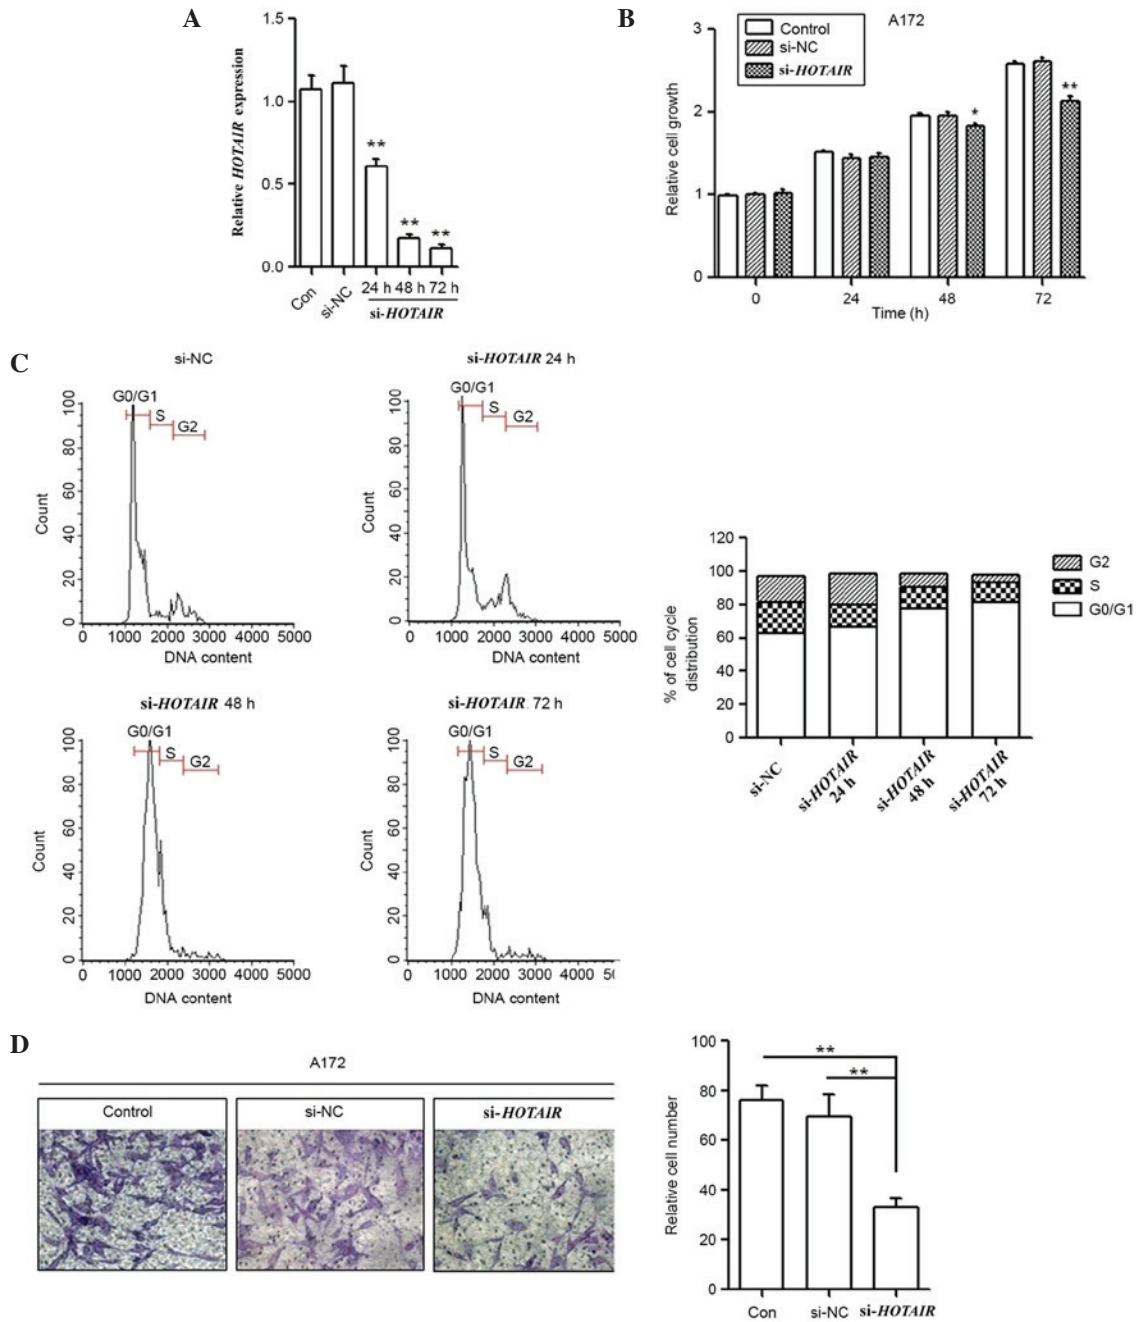 A
Relative HOTAIR expression
1.5
1.0
0.5
0.0
**
**
**
Con
si-NC
24 h 48 h 72 h
si-HOTAIR
B
A172
Control
si-NC
si-HOTAIR
Relative cell growth
3
2
1
0
*
**
0 24 48 72
Time (h)
C
si-NC
G0/G1
S
G2
Count
100
80
60
40
20
0
0 1000 2000 3000 4000 5000
DNA content
si-HOTAIR 24 h
G0/G1
S
G2
Count
100
80
60
40
20
0
0 1000 2000 3000 4000 5000
DNA content
si-HOTAIR 48 h
G0/G1
S
G2
Count
100
80
60
40
20
0
0 1000 2000 3000 4000 5000
DNA content
si-HOTAIR 72 h
G0/G1
S
G2
Count
100
80
60
40
20
0
0 1000 2000 3000 4000 5(
DNA content
% of cell cycle
distribution
120
100
80
60
40
20
0
G2
S
G0/G1
si-NC
si-HOTAIR
24 h
si-HOTAIR
48 h
si-HOTAIR
72 h
D
A172
Control
si-NC
si-HOTAIR
Relative cell number
100
80
60
40
20
0
**
**
Con si-NC si-HOTAIR